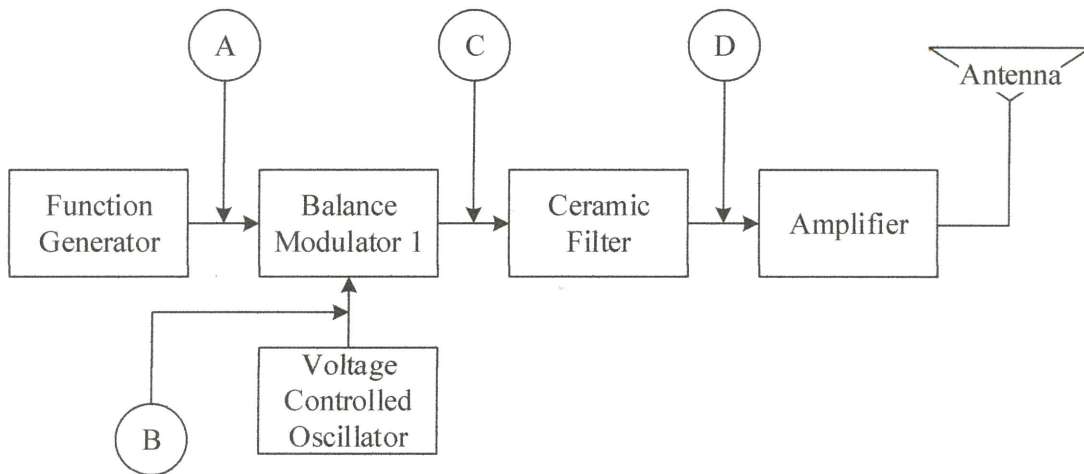 A
C
D
Antenna
Function
Generator
Balance
Modulator 1
Ceramic
Filter
Amplifier
Voltage
Controlled
Oscillator
B